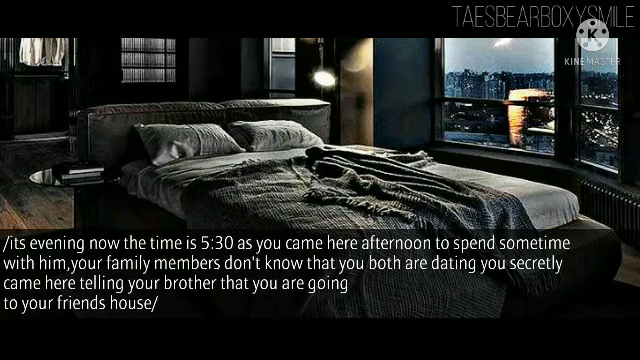 TAESBEARBOXYSMILE
K
KINEMASTER
/its evening now the time is 5:30 as you came here afternoon to spend sometime
with him,your family members don't know that you both are dating you secretly
came here telling your brother that you are going
to your friends house/